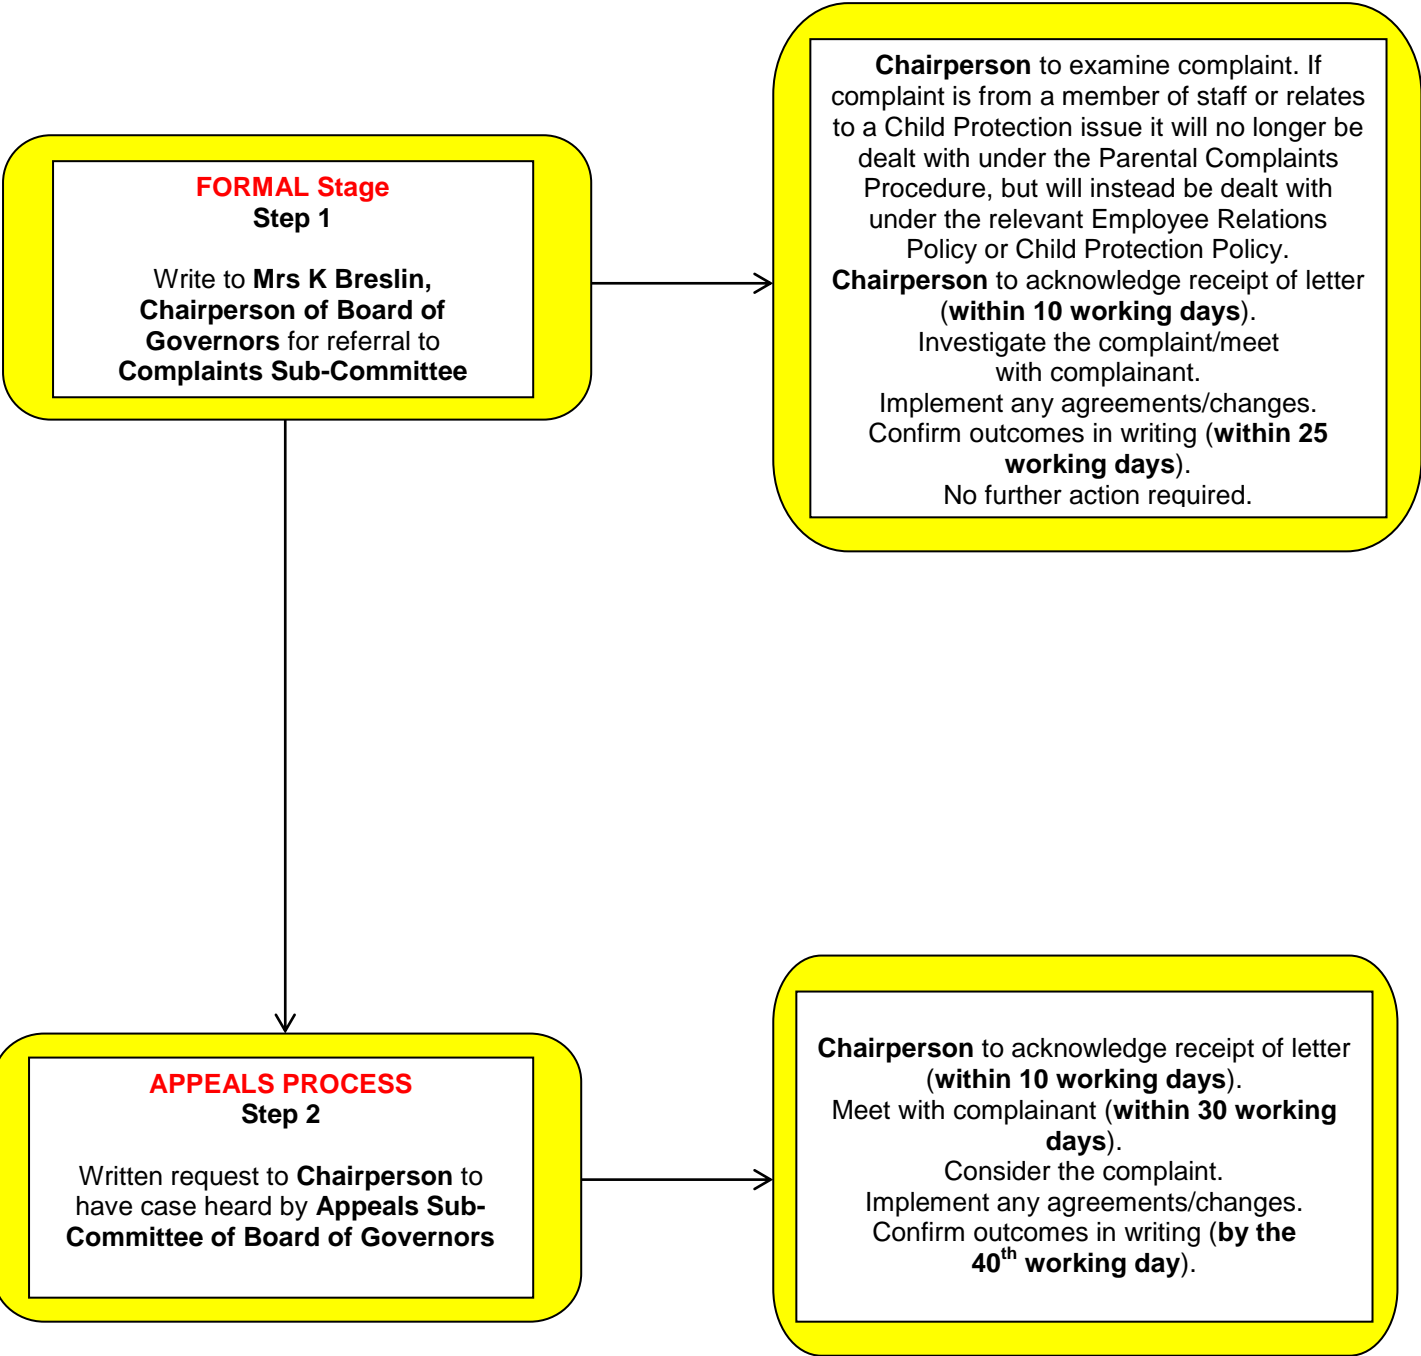 FORMAL Stage
Step 1
Write to Mrs K Breslin,
Chairperson of Board of
Governors for referral to
Complaints Sub-Committee
Chairperson to examine complaint. If
complaint is from a member of staff or relates
to a Child Protection issue it will no longer be
dealt with under the Parental Complaints
Procedure, but will instead be dealt with
under the relevant Employee Relations
Policy or Child Protection Policy.
Chairperson to acknowledge receipt of letter
(within 10 working days).
Investigate the complaint/meet
with complainant.
Implement any agreements/changes.
Confirm outcomes in writing (within 25
working days).
No further action required.
APPEALS PROCESS
Step 2
Written request to Chairperson to
have case heard by Appeals Sub-
Committee of Board of Governors
Chairperson to acknowledge receipt of letter
(within 10 working days).
Meet with complainant (within 30 working
days).
Consider the complaint.
Implement any agreements/changes.
Confirm outcomes in writing (by the
40th working day).